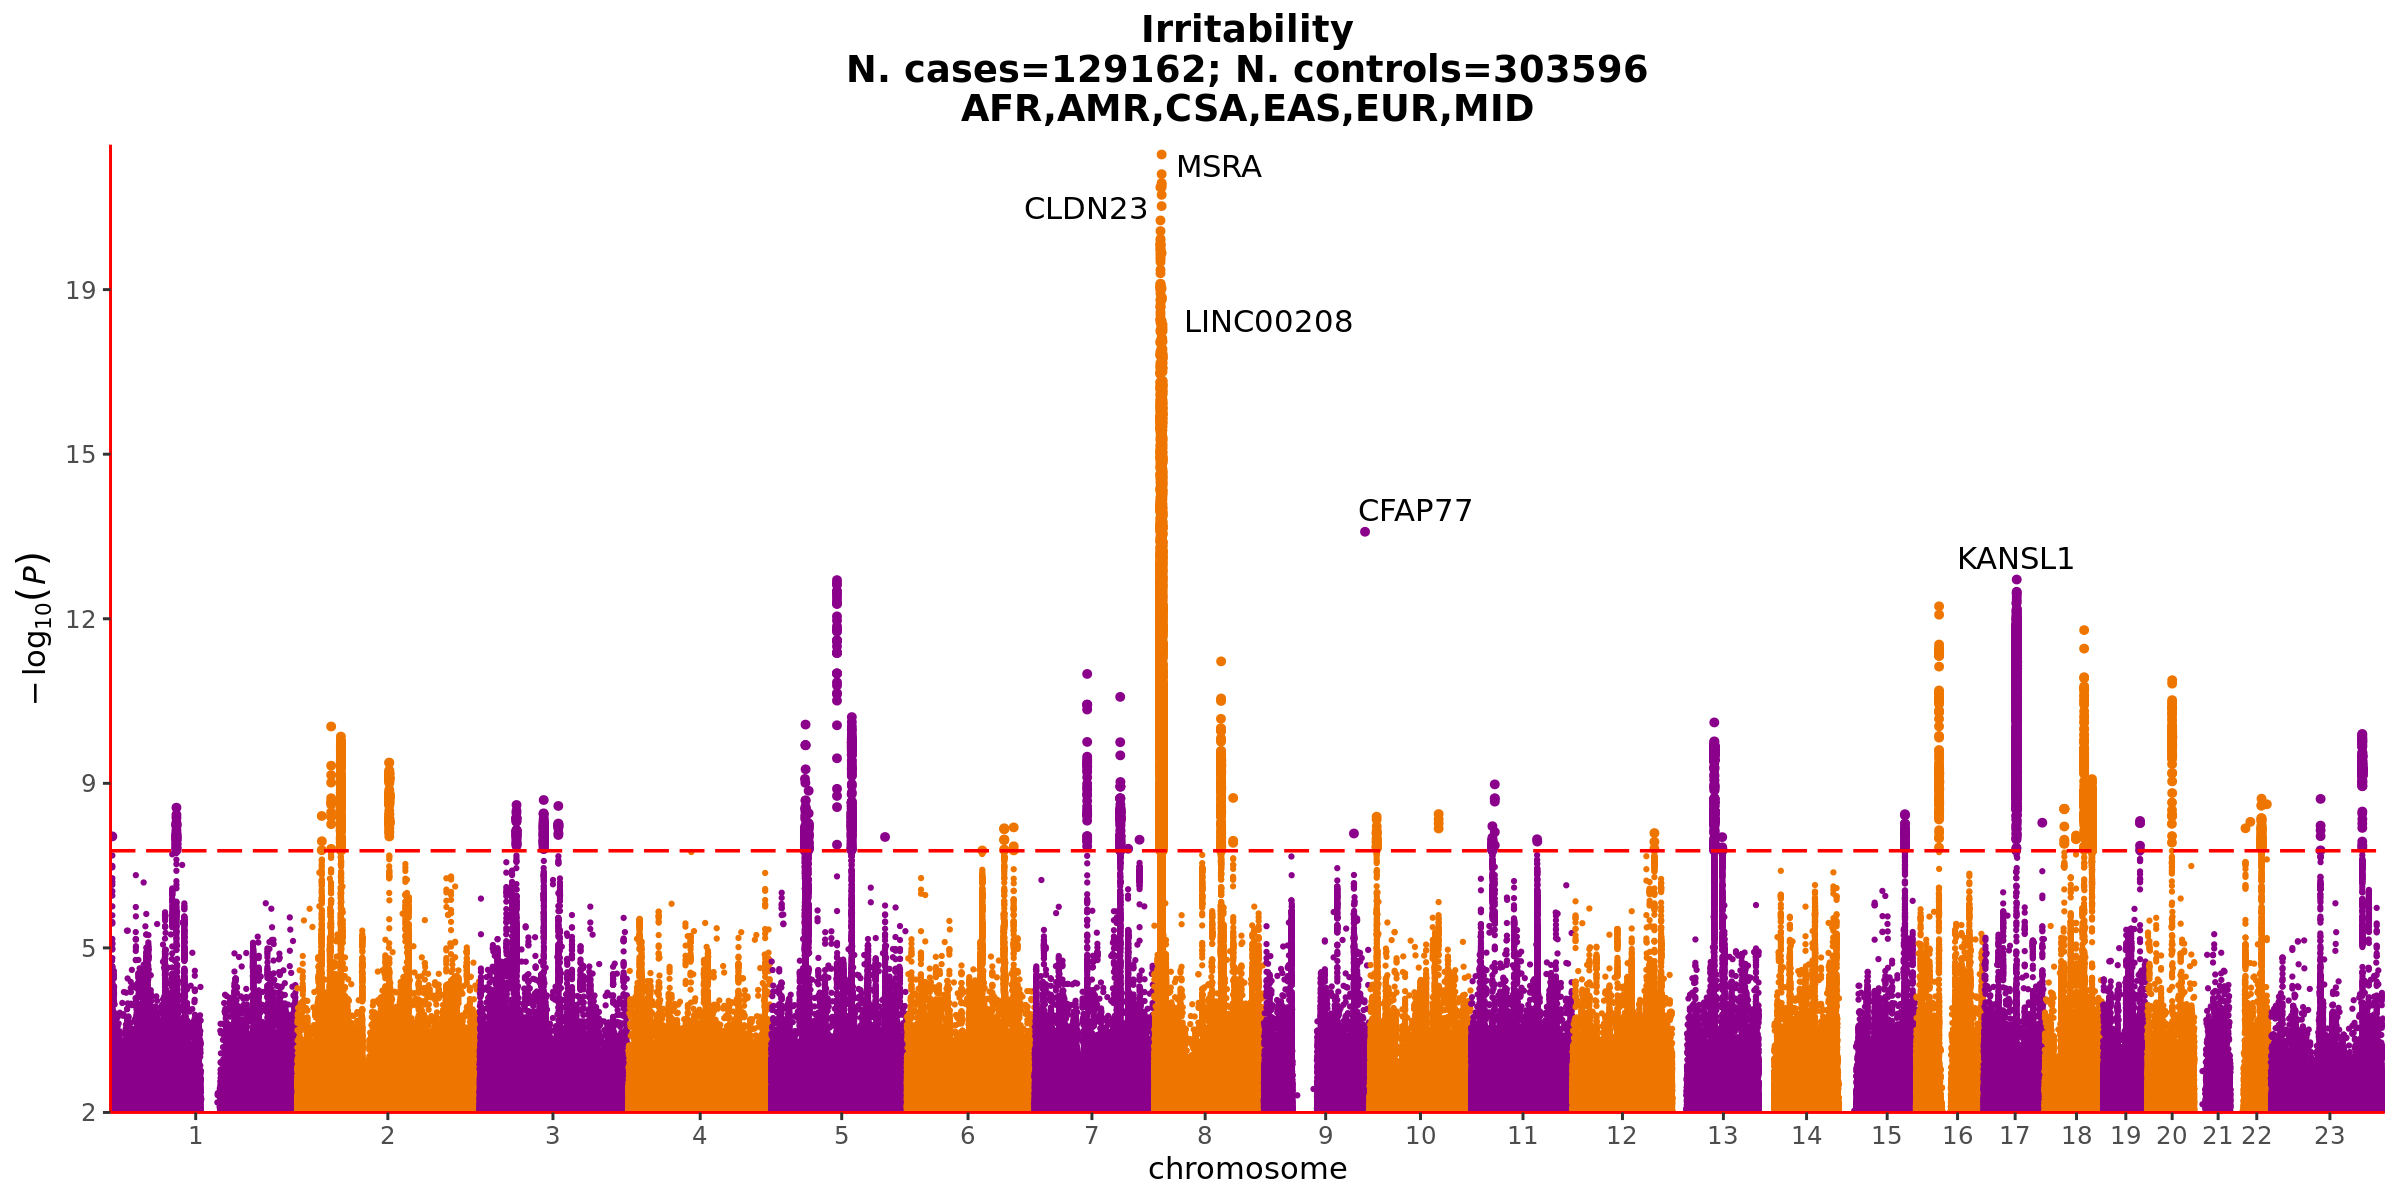 Irritability
N. cases=129162; N. controls=303596
AFR,AMR,CSA,EAS,EUR,MID
MSRA
CLDN23
LINC00208
CFAP77
KANSL1
19
15
12
9
5
2
−log10(P)
1 2 3 4 5 6 7 8 9 10 11 12 13 14 15 16 17 18 19 20 21 22 23
chromosome